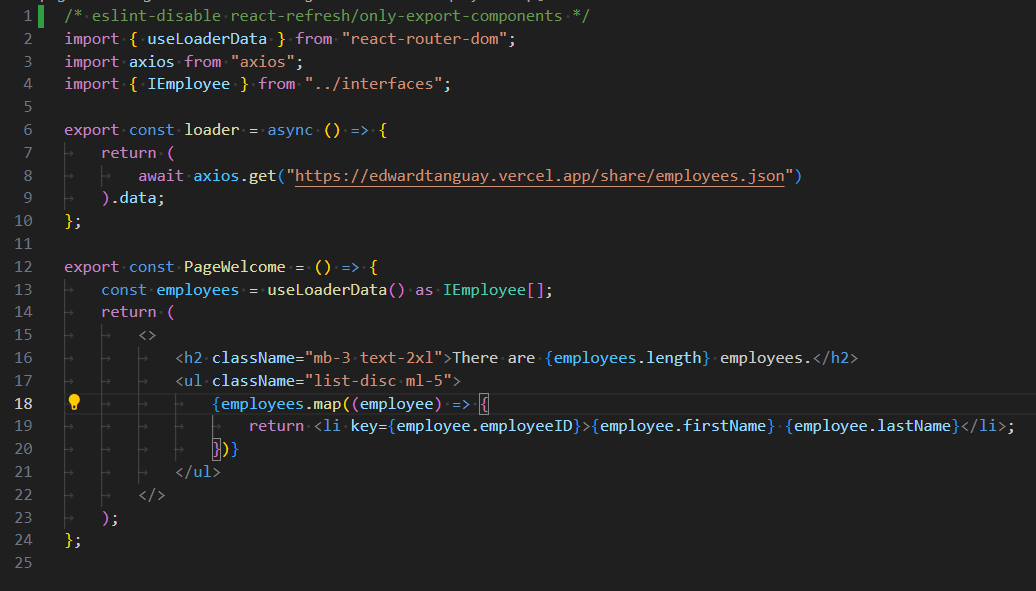 1 /* eslint-disable react-refresh/only-export-components */
2 import { useLoaderData } from "react-router-dom";
3 import axios from "axios";
4 import { IEmployee } from "../interfaces";
5
6 export const loader = async () => {
7 return (
8 await axios.get("https://edwardtanguay.vercel.app/share/employees.json")
9 ).data;
10 };
11
12 export const PageWelcome = () => {
13 const employees = useLoaderData() as IEmployee[];
14 return (
15 <>
16 <h2 className="mb-3 text-2xl">There are {employees.length} employees.</h2>
17 <ul className="list-disc ml-5">
18 {employees.map((employee) => {
19 return <li key={employee.employeeID}>{employee.firstName} {employee.lastName}</li>;
20 })}
21 </ul>
22 </>
23 );
24 };
25